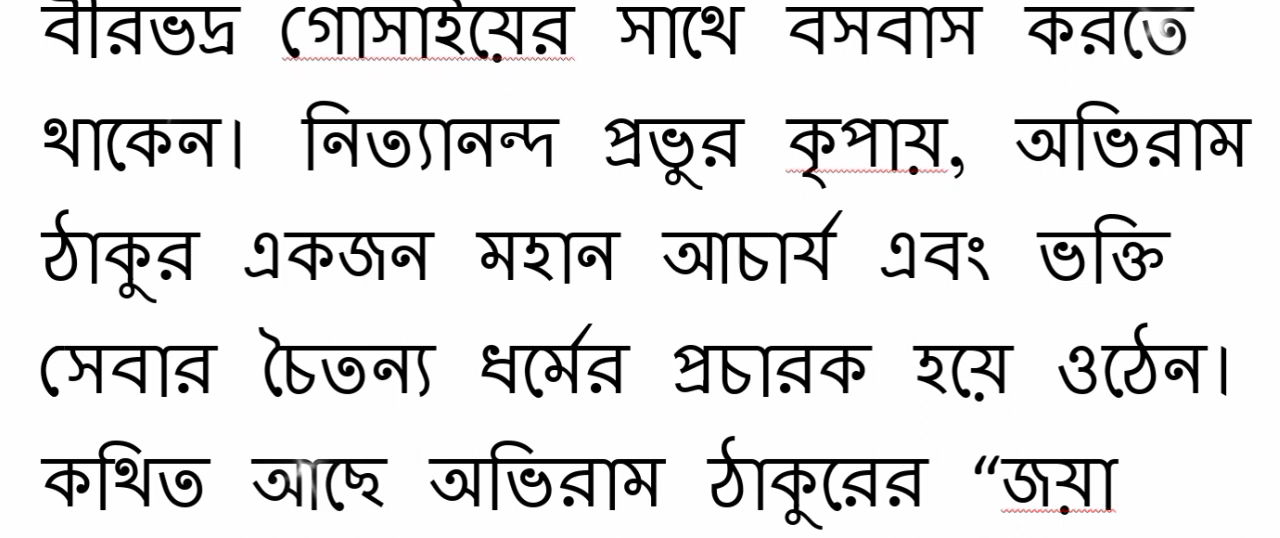 বীরভদ্র গোসাইয়ের সাথে বসবাস করতে
থাকেন। নিত্যানন্দ প্রভুর কৃপায়, অভিরাম
ঠাকুর একজন মহান আচার্য এবং ভক্তি
সেবার চৈতন্য ধর্মের প্রচারক হয়ে ওঠেন।
কথিত আছে অভিরাম ঠাকুরের “জয়া